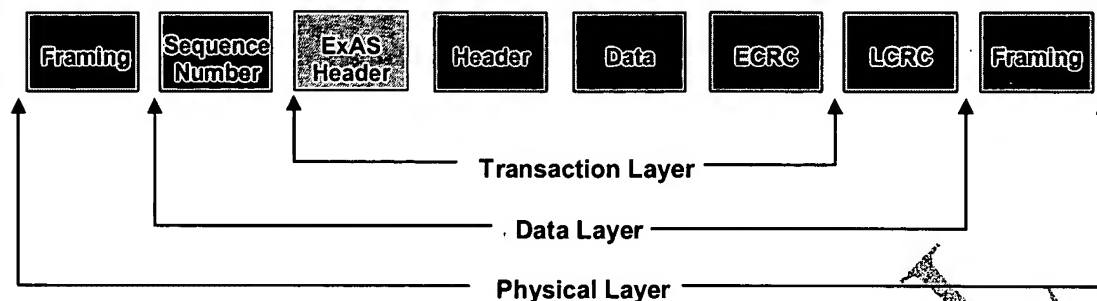 Framing
Sequence
Number
ExAS
Header
Header
Data
ECRC
LCRC
Framing
Transaction Layer
Data Layer
Physical Layer